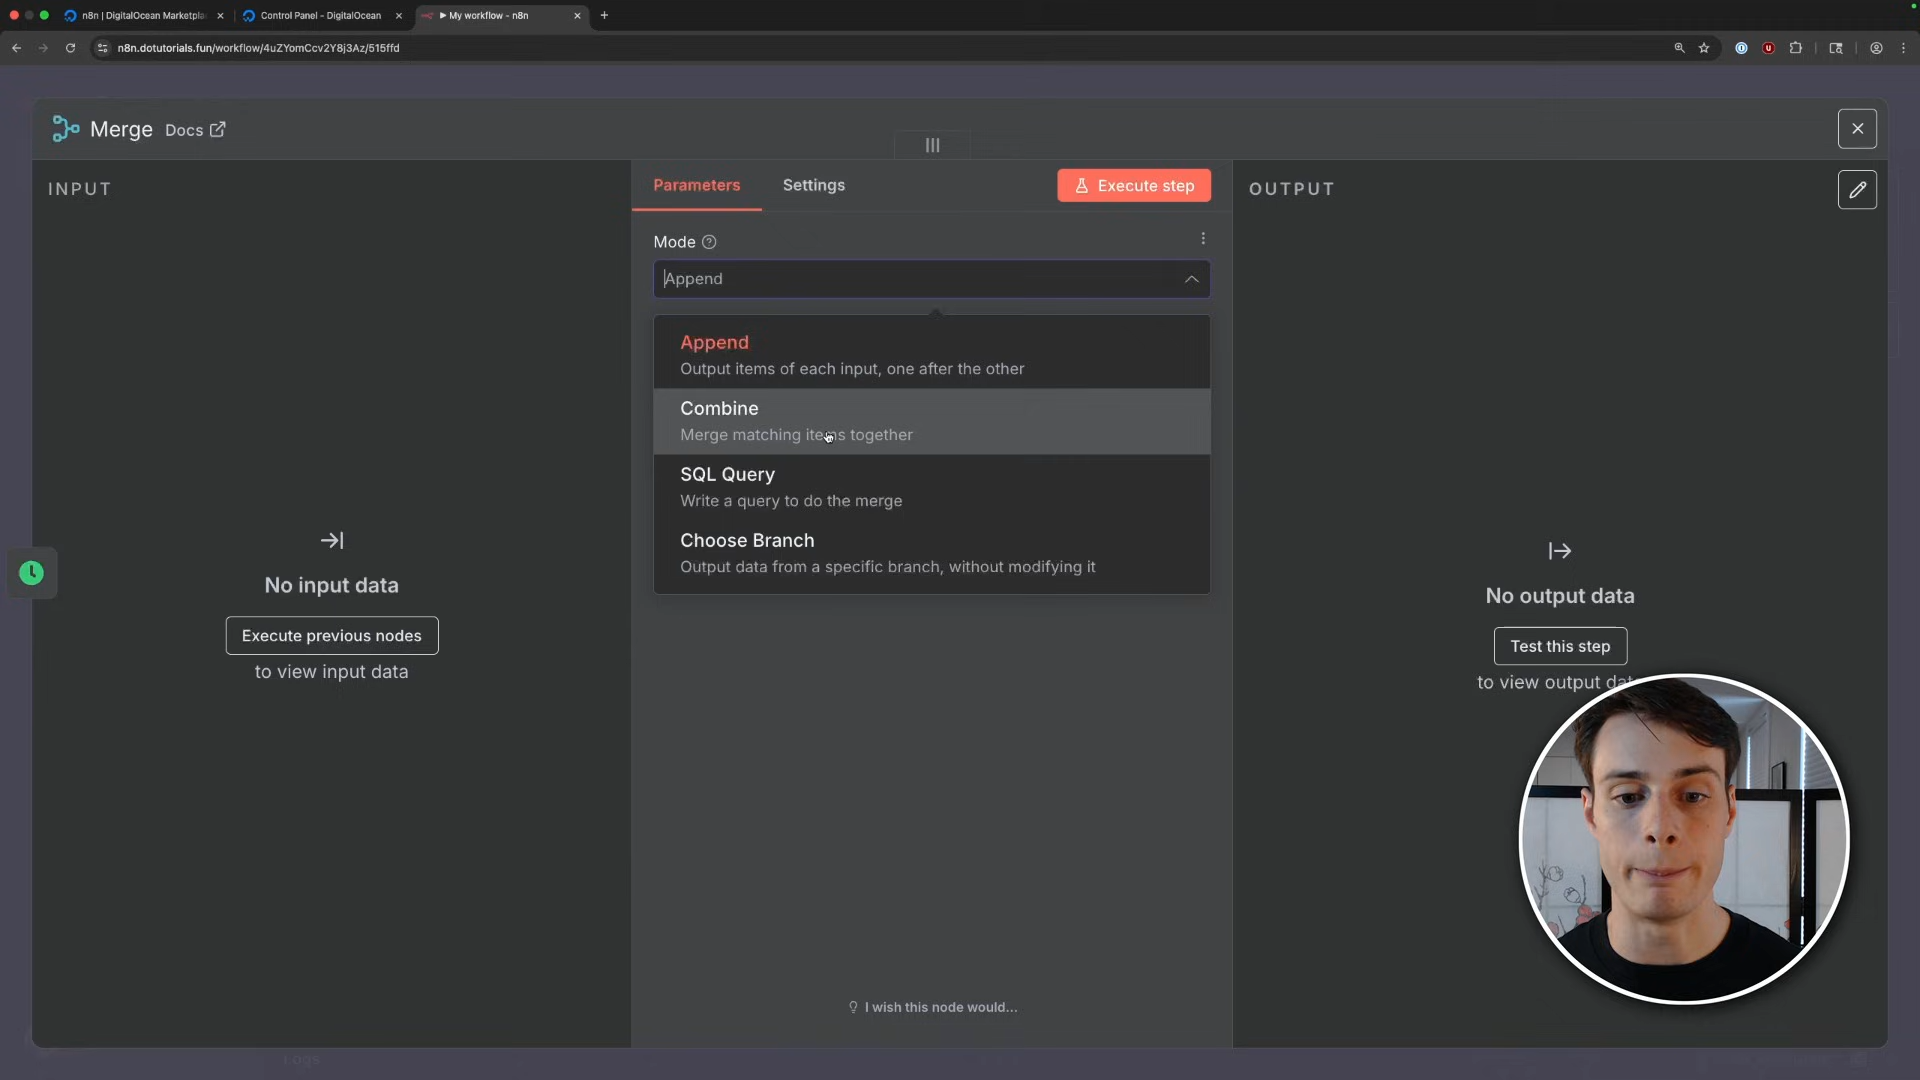 n8n | DigitalOcean Marketpla
Control Panel - DigitalOcean
▶ My workflow - n8n
n8n.dotutorials.fun/workflow/4uZYomCcv2Y8j3Az/515ffd
Merge Docs
INPUT
Parameters
Settings
Execute step
OUTPUT
Mode
Append
Append
Output items of each input, one after the other
Combine
Merge matching items together
SQL Query
Write a query to do the merge
Choose Branch
Output data from a specific branch, without modifying it
No input data
Execute previous nodes
to view input data
No output data
Test this step
to view output data
I wish this node would...
Logs